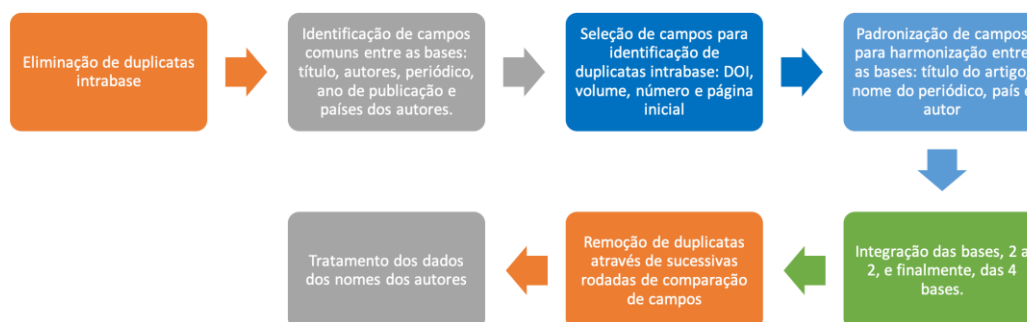 Eliminação de duplicatas
intrabase
Identificação de campos
comuns entre as bases:
título, autores, periódico,
ano de publicação e
países dos autores.
Seleção de campos para
identificação de
duplicatas intrabase: DOI,
volume, número e página
inicial
Padronização de campos
para harmonização entre
as bases: título do artigo,
nome do periódico, país e
autor
Tratamento dos dados
dos nomes dos autores
Remoção de duplicatas
através de sucessivas
rodadas de comparação
de campos
Integração das bases, 2 a
2, e finalmente, das 4
bases.